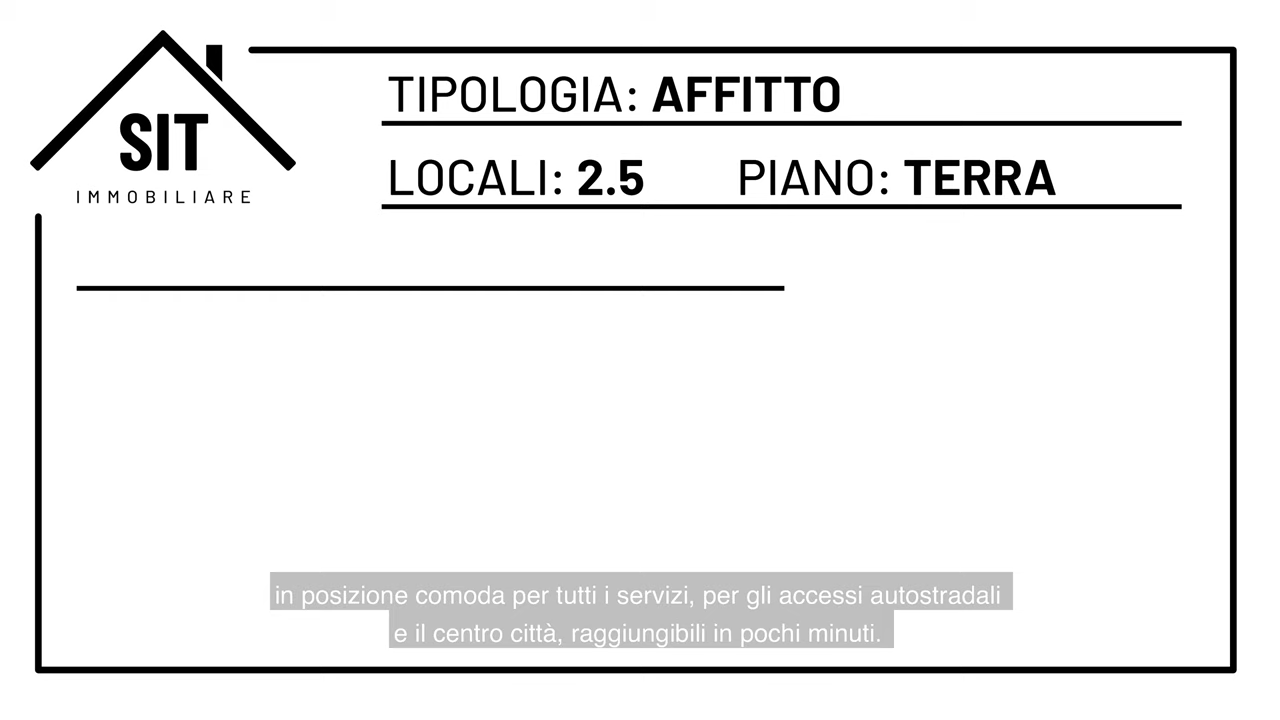 SIT
IMMOBILIARE
TIPOLOGIA: AFFITTO
LOCALI: 2.5 PIANO: TERRA
in posizione comoda per tutti i servizi, per gli accessi autostradali
e il centro città, raggiungibili in pochi minuti.